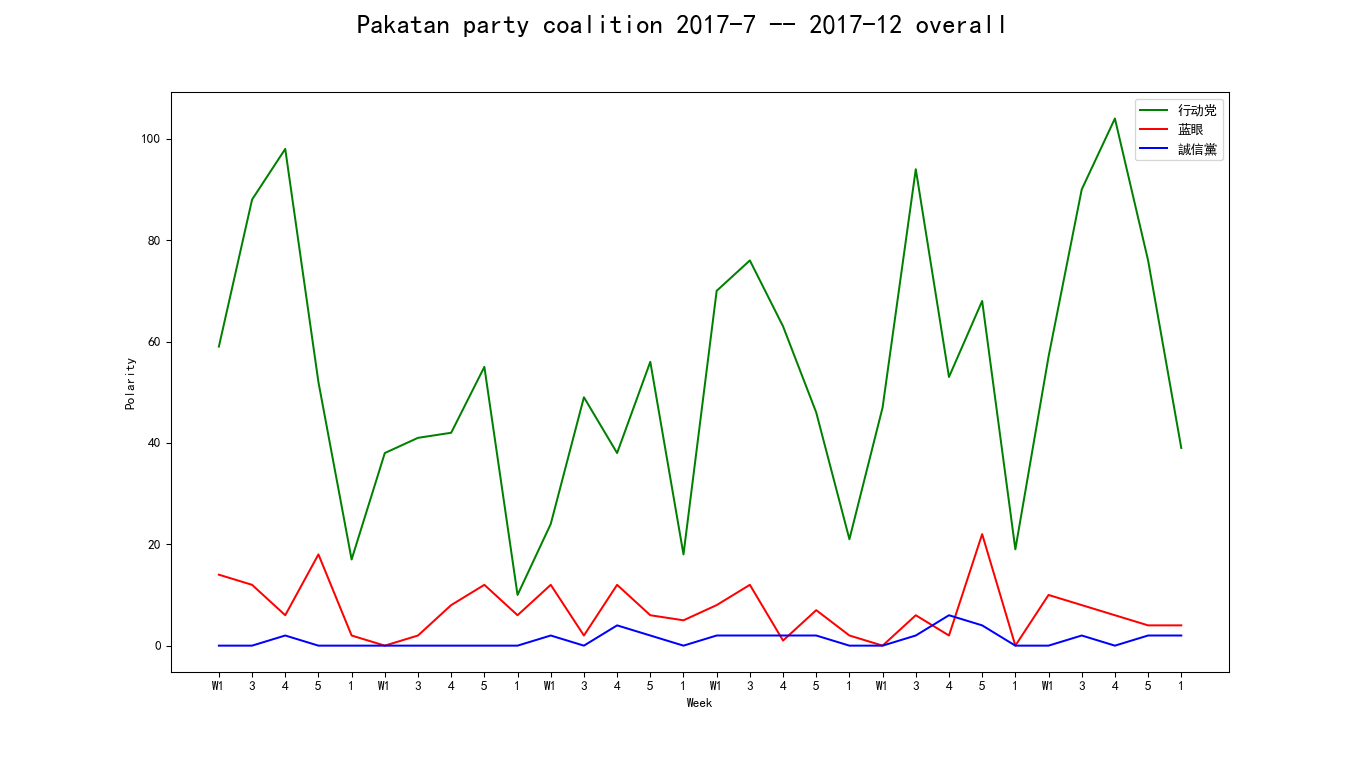 Pakatan party coalition 2017-7 -- 2017-12 overall
行动党
蓝眼
誠信黨
100
80
60
40
20
0
Polarity
W1 3 4 5 1 W1 3 4 5 1 W1 3 4 5 1 W1 3 4 5 1 W1 3 4 5 1 W1 3 4 5 1
Week